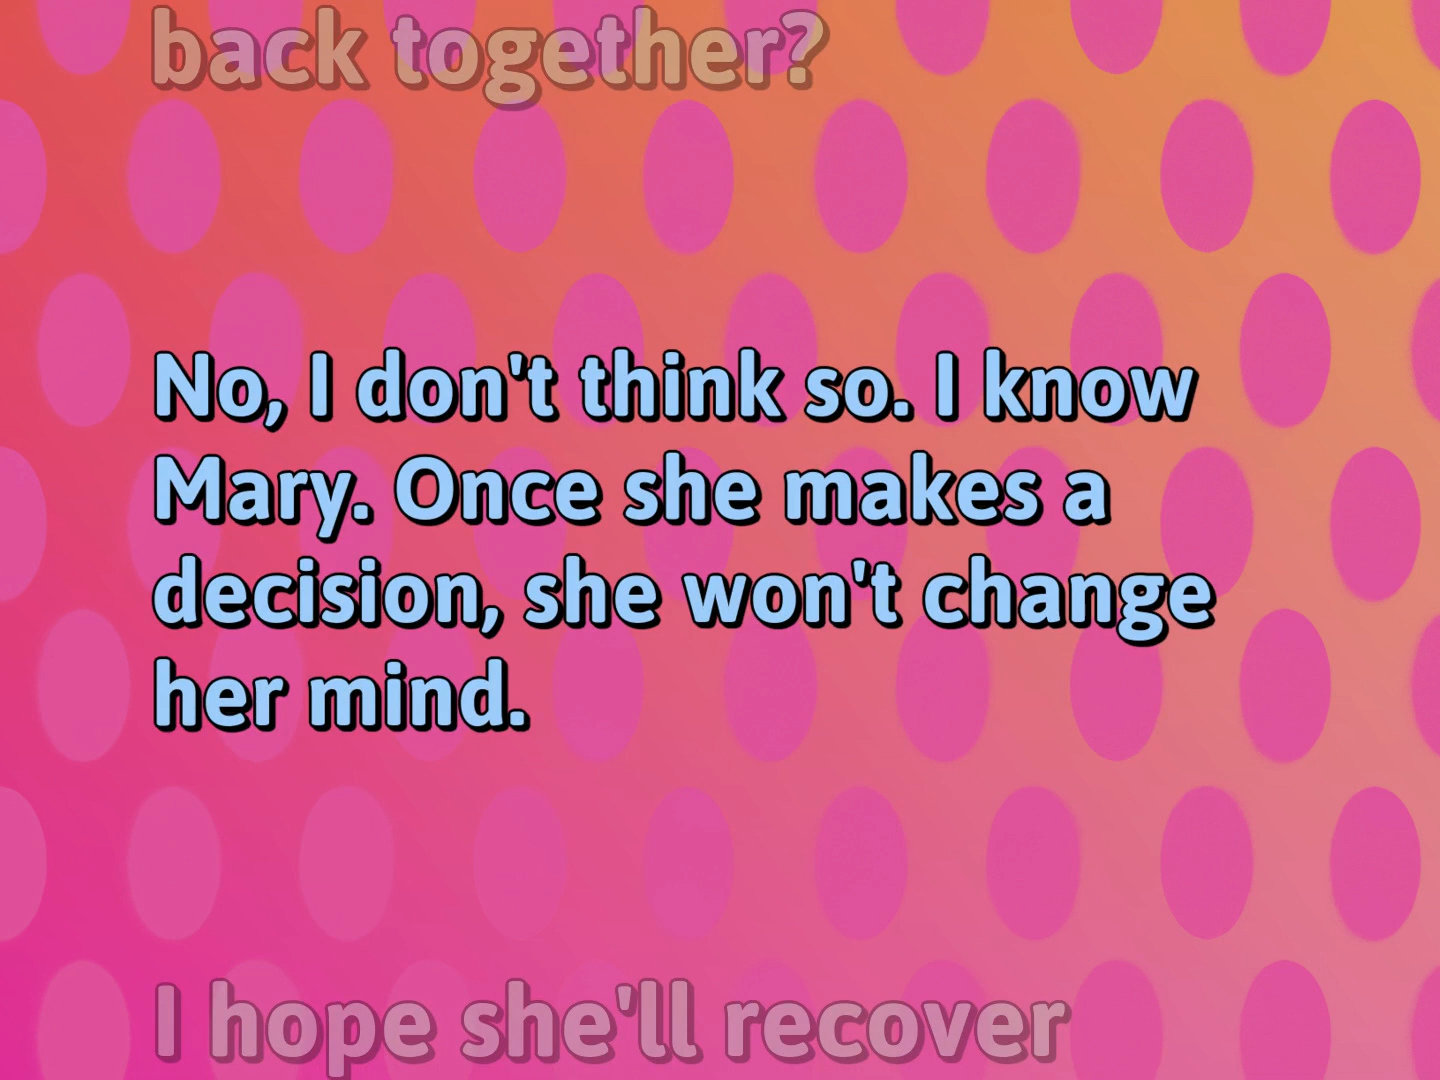 back together?
No, I don't think so. I know
Mary. Once she makes a
decision, she won't change
her mind.
I hope she'll recover